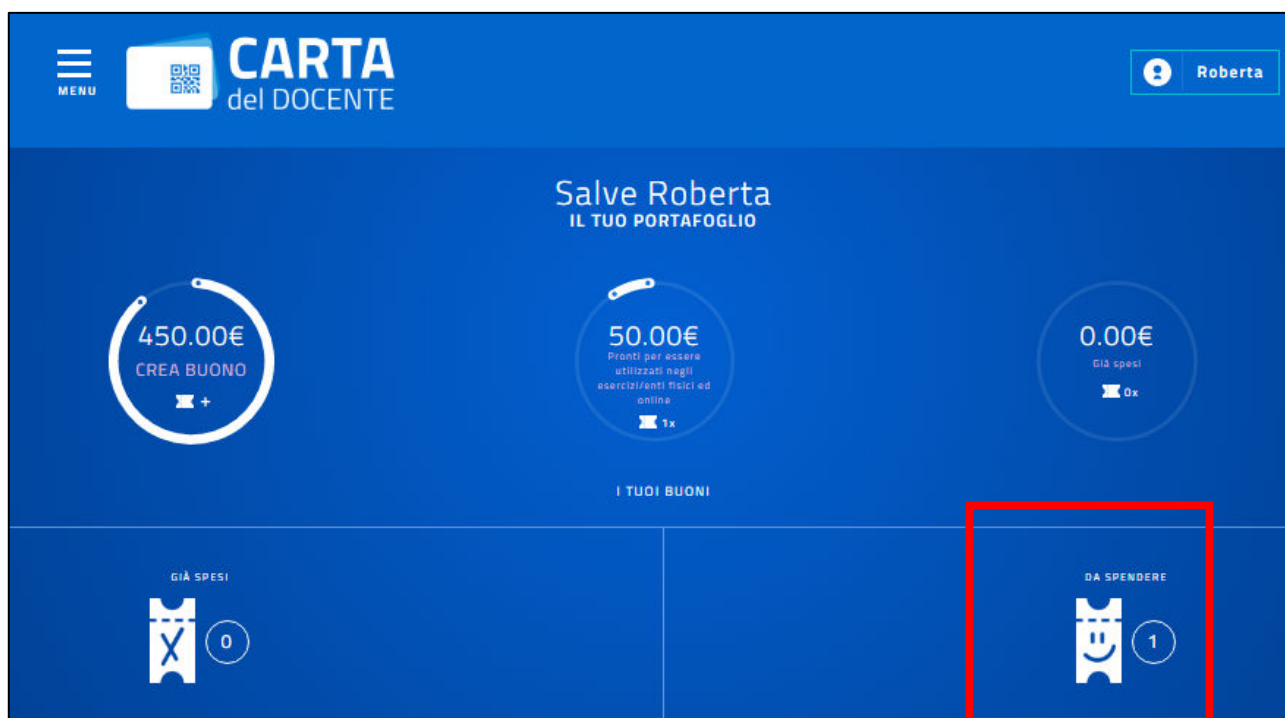 MENU
CARTA
del DOCENTE
Roberta
Salve Roberta
IL TUO PORTAFOGLIO
450.00€
CREA BUONO
+
50.00€
Pronti per essere
utilizzati negli
esercizi/enti fisici ed
online
1x
0.00€
Già spesi
0x
I TUOI BUONI
GIÀ SPESI
0
DA SPENDERE
1